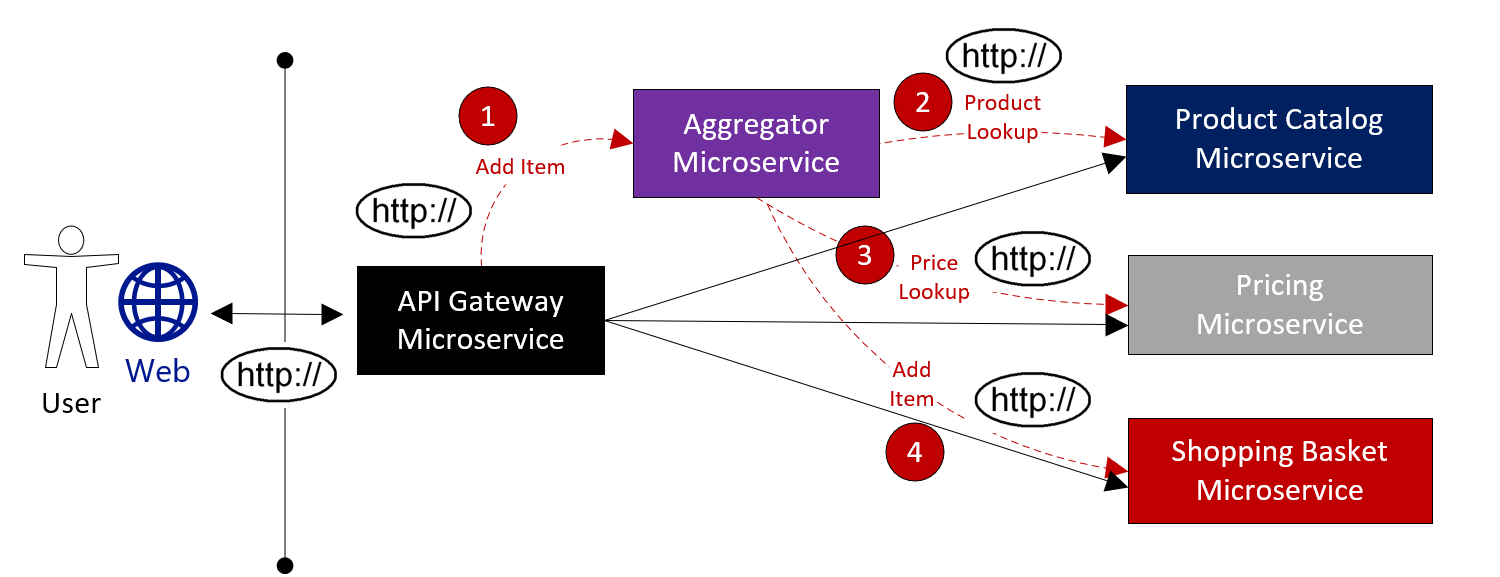 http://
1
Add Item
http://
Aggregator
Microservice
2
http://
Product
Lookup
Product Catalog
Microservice
3
Price
Lookup
http://
Pricing
Microservice
API Gateway
Microservice
Web
User
http://
Add
Item
http://
4
Shopping Basket
Microservice